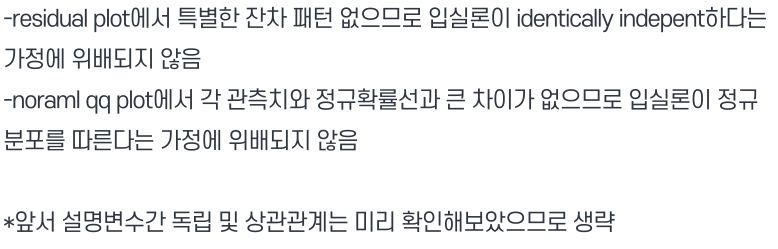 -residual plot에서 특별한 잔차 패턴 없으므로 입실론이 identically indepent하다는
가정에 위배되지 않음
-noraml qq plot에서 각 관측치와 정규확률선과 큰 차이가 없으므로 입실론이 정규
분포를 따른다는 가정에 위배되지 않음
*앞서 설명변수간 독립 및 상관관계는 미리 확인해보았으므로 생략